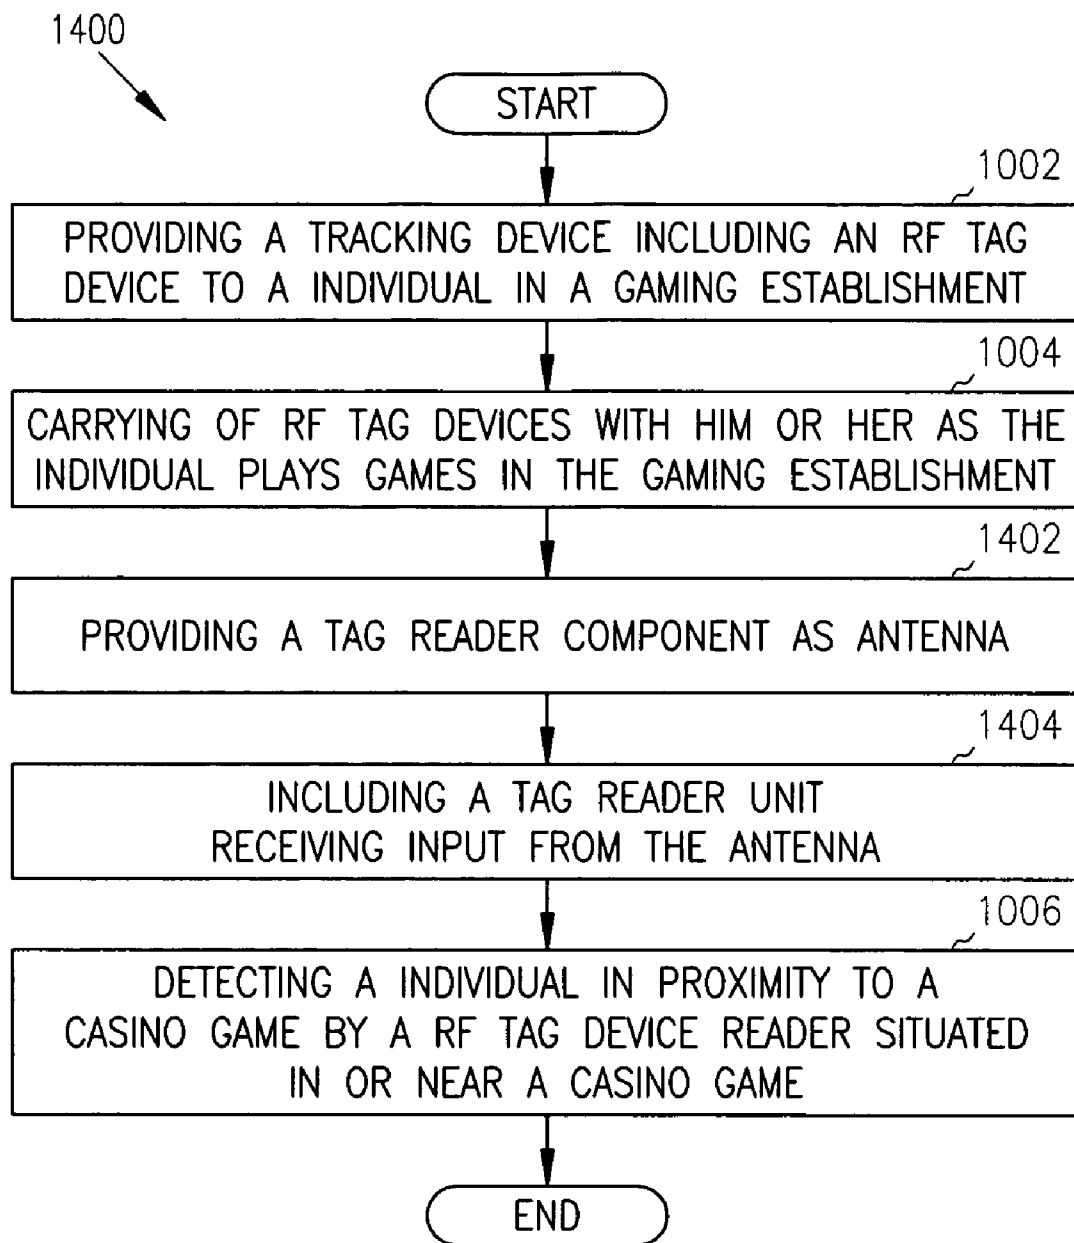 1400
START
1002
PROVIDING A TRACKING DEVICE INCLUDING AN RF TAG
DEVICE TO A INDIVIDUAL IN A GAMING ESTABLISHMENT
1004
CARRYING OF RF TAG DEVICES WITH HIM OR HER AS THE
INDIVIDUAL PLAYS GAMES IN THE GAMING ESTABLISHMENT
1402
PROVIDING A TAG READER COMPONENT AS ANTENNA
1404
INCLUDING A TAG READER UNIT
RECEIVING INPUT FROM THE ANTENNA
1006
DETECTING A INDIVIDUAL IN PROXIMITY TO A
CASINO GAME BY A RF TAG DEVICE READER SITUATED
IN OR NEAR A CASINO GAME
END